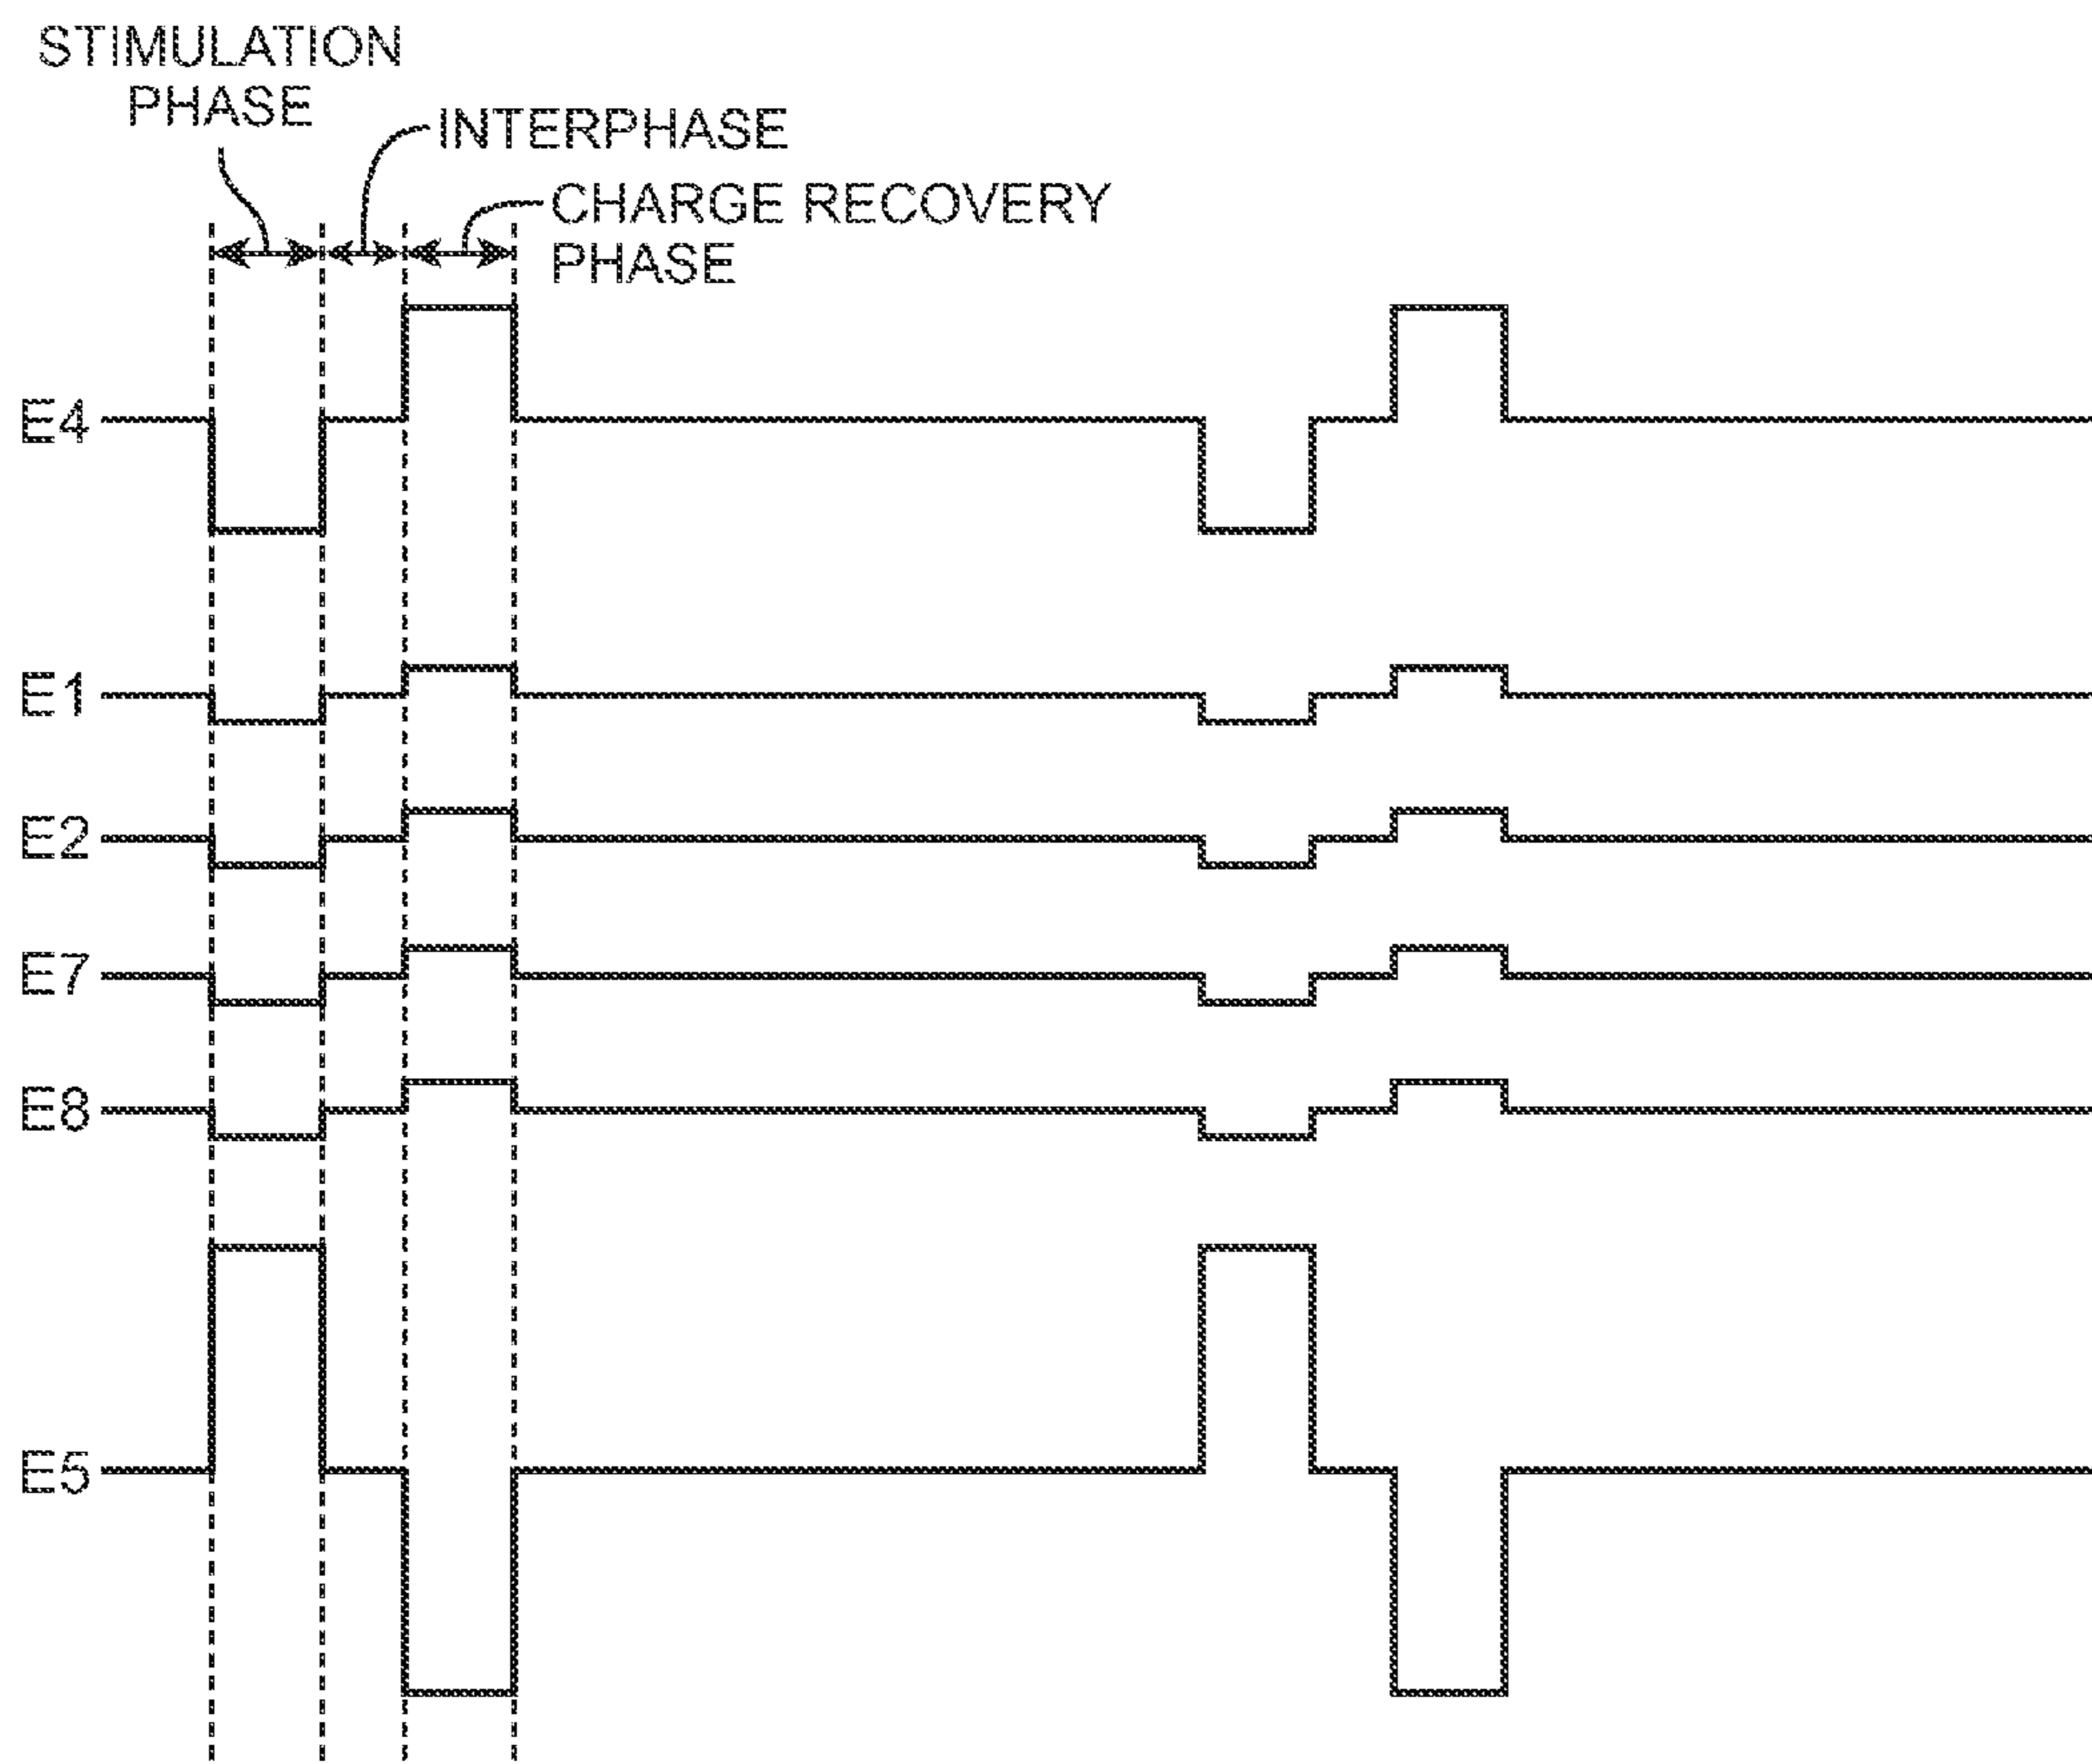 STIMULATION
PHASE
INTERPHASE
CHARGE RECOVERY
PHASE
E4
E1
E2
E7
E8
E5